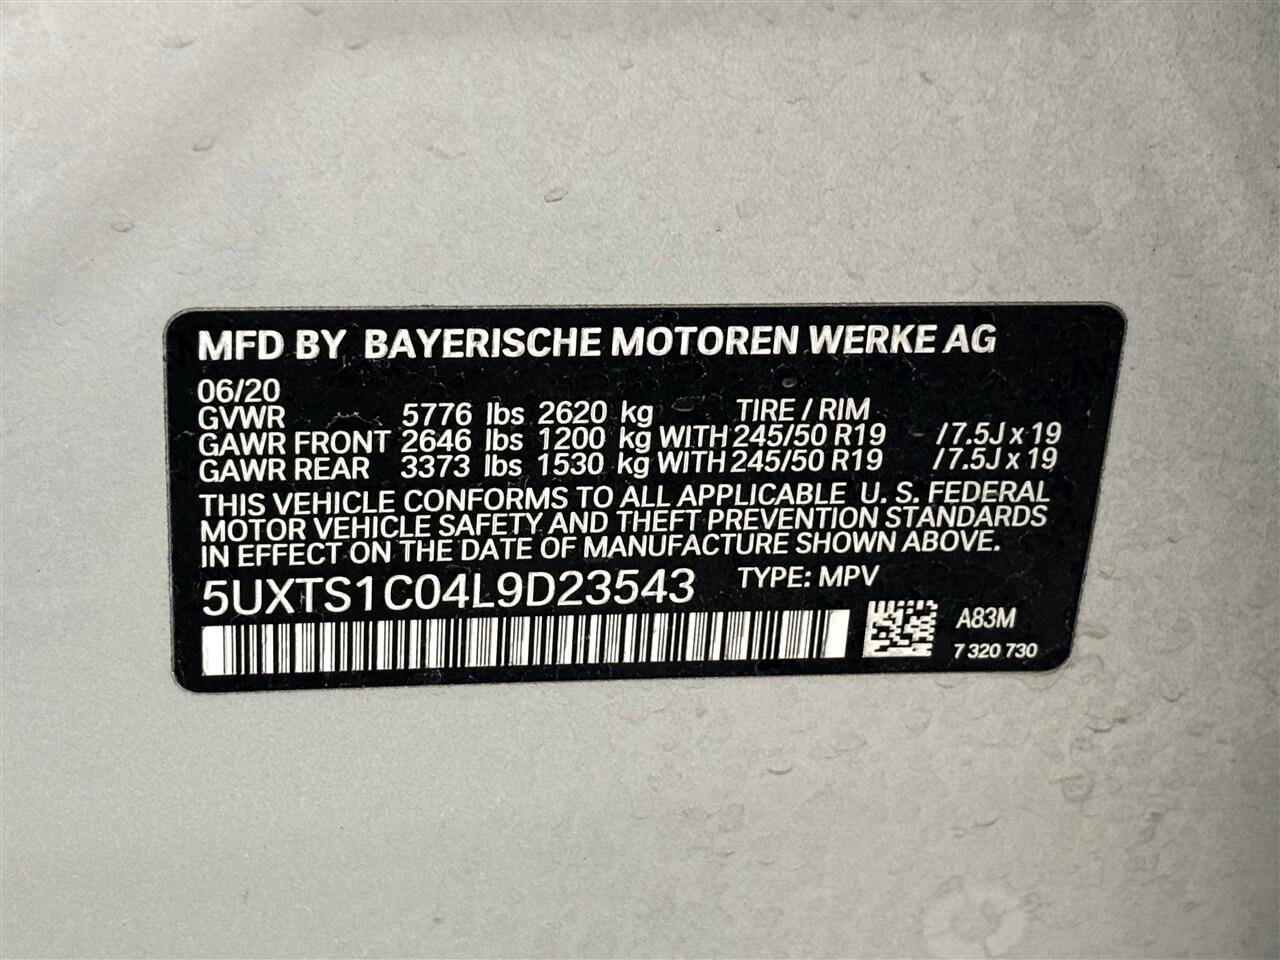 MFD BY BAYERISCHE MOTOREN WERKE AG
06/20
GVWR 5776 lbs 2620 kg TIRE / RIM
GAWR FRONT 2646 lbs 1200 kg WITH 245/50 R19 / 7.5J x 19
GAWR REAR 3373 lbs 1530 kg WITH 245/50 R19 / 7.5J x 19
THIS VEHICLE CONFORMS TO ALL APPLICABLE U. S. FEDERAL
MOTOR VEHICLE SAFETY AND THEFT PREVENTION STANDARDS
IN EFFECT ON THE DATE OF MANUFACTURE SHOWN ABOVE.
5UXTS1C04L9D23543 TYPE: MPV
A83M
7 320 730